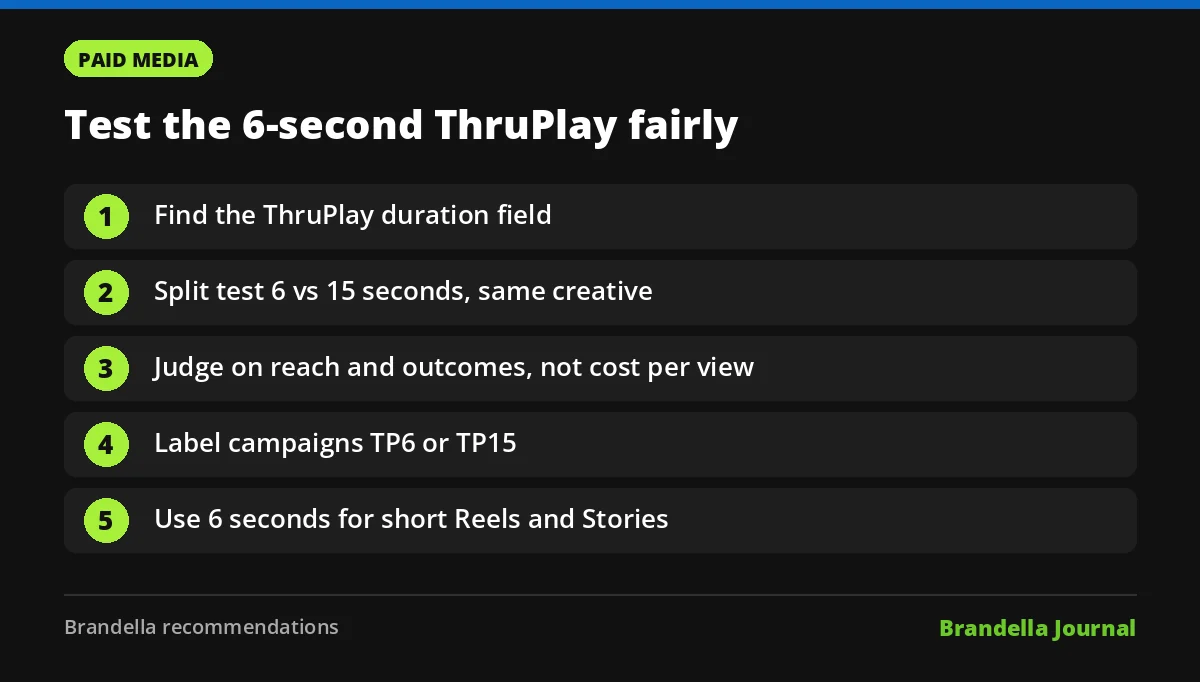 PAID MEDIA
Test the 6-second ThruPlay fairly
1 Find the ThruPlay duration field
2 Split test 6 vs 15 seconds, same creative
3 Judge on reach and outcomes, not cost per view
4 Label campaigns TP6 or TP15
5 Use 6 seconds for short Reels and Stories
Brandella recommendations
Brandella Journal